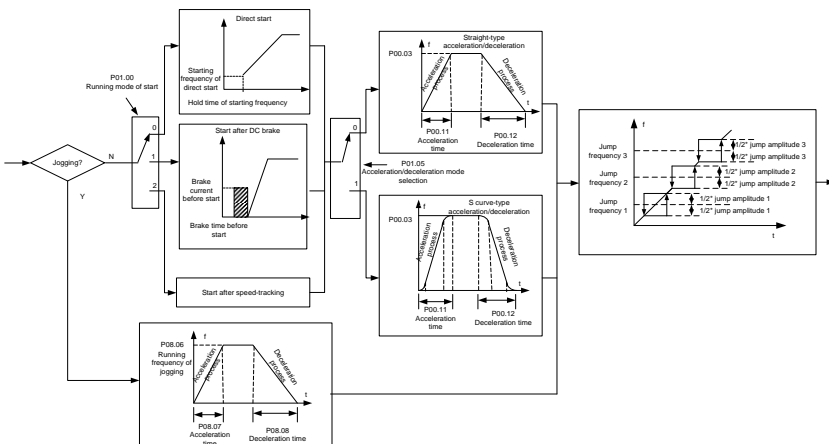 Jogging?
N
Y
P01.00
Running mode of start
0
1
2
Direct start
Starting
frequency of
direct start
Hold time of starting frequency
Start after DC brake
Brake
current before
start
Brake time before
start
Start after speed-tracking
0
P01.05
Acceleration/deceleration mode
selection
1
Straight-type
acceleration/deceleration
f
P00.03
Acceleration
process
Deceleration
process
t
P00.11
Acceleration
time
P00.12
Deceleration time
S curve-type
acceleration/deceleration
f
P00.03
Acceleration
process
Deceleration
process
t
P00.11
Acceleration
time
P00.12
Deceleration time
f
P08.06
Running
frequency of
jogging
Acceleration
process
Deceleration
process
t
P08.07
Acceleration
time
P08.08
Deceleration time
f
Jump
frequency 3
1/2* jump amplitude 3
1/2* jump amplitude 3
Jump
frequency 2
1/2* jump amplitude 2
1/2* jump amplitude 2
Jump
frequency 1
1/2* jump amplitude 1
1/2* jump amplitude 1
t